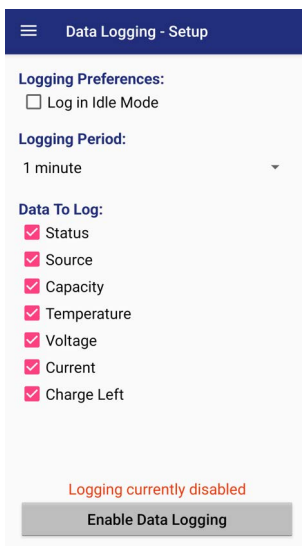 Data Logging - Setup
Logging Preferences:
Log in Idle Mode
Logging Period:
1 minute
Data To Log:
Status
Source
Capacity
Temperature
Voltage
Current
Charge Left
Logging currently disabled
Enable Data Logging